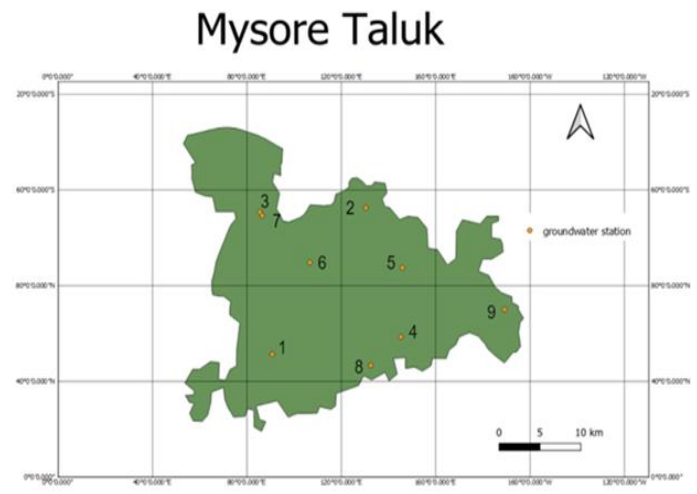 Mysore Taluk
0°0'0.000" 40°0'0.000"E 80°0'0.000"E 120°0'0.000"E 160°0'0.000"E 160°0'0.000"W 120°0'0.000"W
20°0'0.000"S 20°0'0.000"S
60°0'0.000"S 60°0'0.000"S
3
2
7
groundwater station
6
5
80°0'0.000"N 80°0'0.000"N
9
4
1
8
40°0'0.000"N 40°0'0.000"N
0 5 10 km
0°0'0.000" 0°0'0.000"
0°0'0.000" 40°0'0.000"E 80°0'0.000"E 120°0'0.000"E 160°0'0.000"E 160°0'0.000"W 120°0'0.000"W